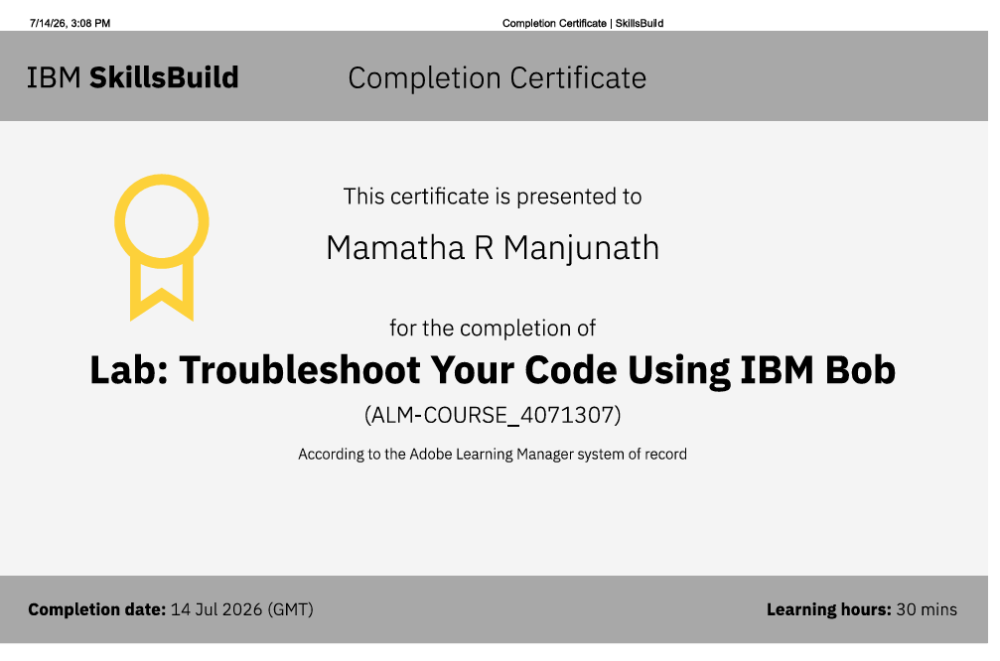 7/14/26, 3:08 PM Completion Certificate | SkillsBuild
IBM SkillsBuild Completion Certificate
This certificate is presented to
Mamatha R Manjunath
for the completion of
Lab: Troubleshoot Your Code Using IBM Bob
(ALM-COURSE_4071307)
According to the Adobe Learning Manager system of record
Completion date: 14 Jul 2026 (GMT) Learning hours: 30 mins